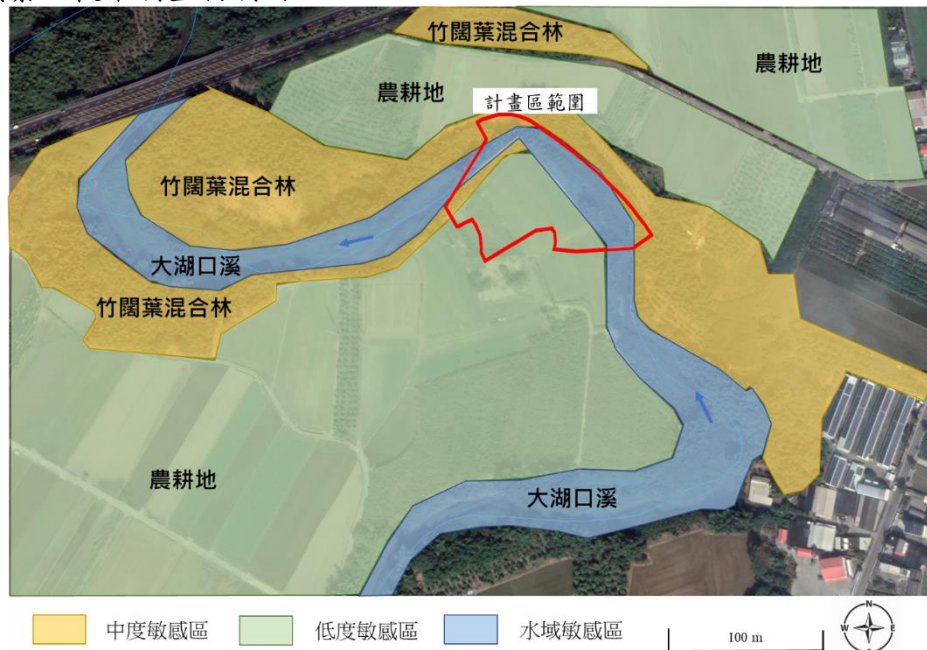 竹闊葉混合林
農耕地
農耕地
計畫區範圍
竹闊葉混合林
大湖口溪
竹闊葉混合林
農耕地
大湖口溪
中度敏感區
低度敏感區
水域敏感區
100 m
N
W
E
S